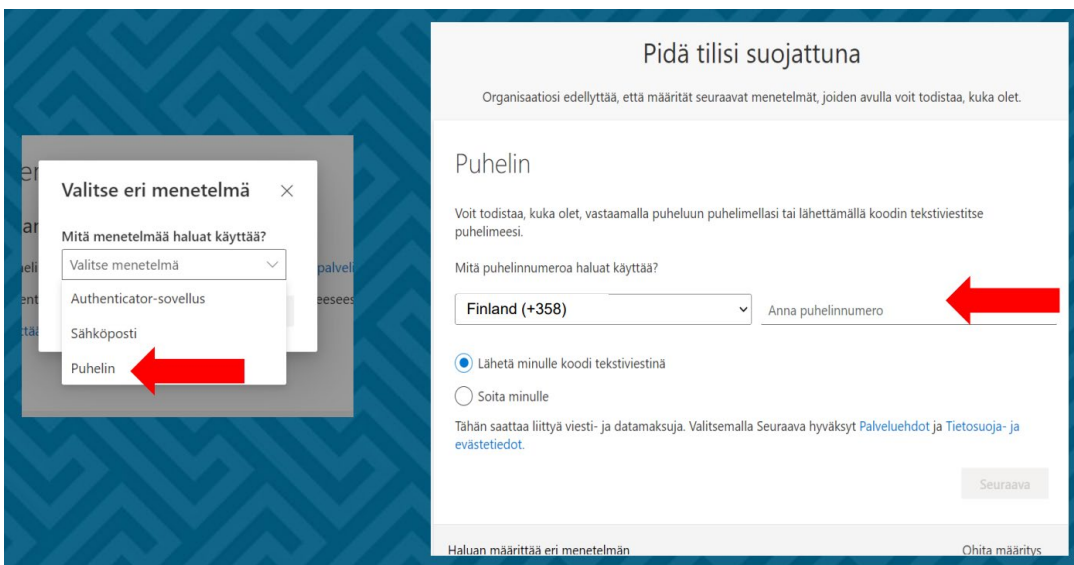 Valitse eri menetelmä
Mitä menetelmää haluat käyttää?
Valitse menetelmä
Authenticator-sovellus
Sähköposti
Puhelin
Pidä tilisi suojattuna
Organisaatiosi edellyttää, että määrität seuraavat menetelmät, joiden avulla voit todistaa, kuka olet.
Puhelin
Voit todistaa, kuka olet, vastaamalla puheluun puhelimellasi tai lähettämällä koodin tekstiviestitse
puhelimeesi.
Mitä puhelinnumeroa haluat käyttää?
Finland (+358)
Anna puhelinnumero
Lähetä minulle koodi tekstiviestinä
Soita minulle
Tähän saattaa liittyä viesti- ja datamaksuja. Valitsemalla Seuraava hyväksyt Palveluehdot ja Tietosuoja- ja
evästetiedot.
Seuraava
Haluan määrittää eri menetelmän
Ohita määritys